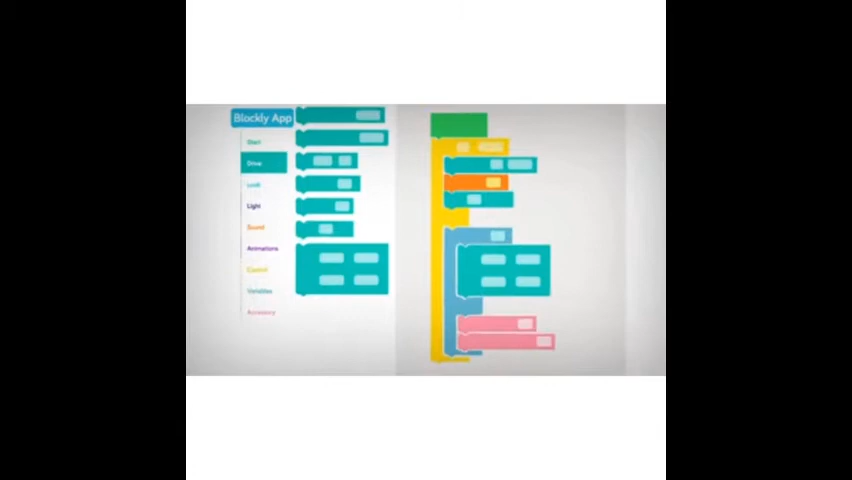 Blockly App
Start
Drive
Look
Light
Sound
Animations
Control
Variables
Accessory